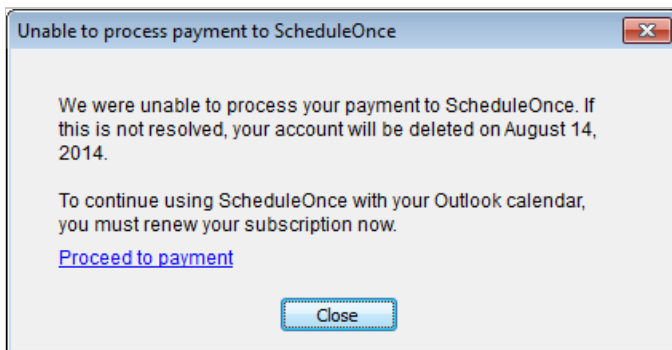 Unable to process payment to ScheduleOnce
We were unable to process your payment to ScheduleOnce. If
this is not resolved, your account will be deleted on August 14,
2014.
To continue using ScheduleOnce with your Outlook calendar,
you must renew your subscription now.
Proceed to payment
Close